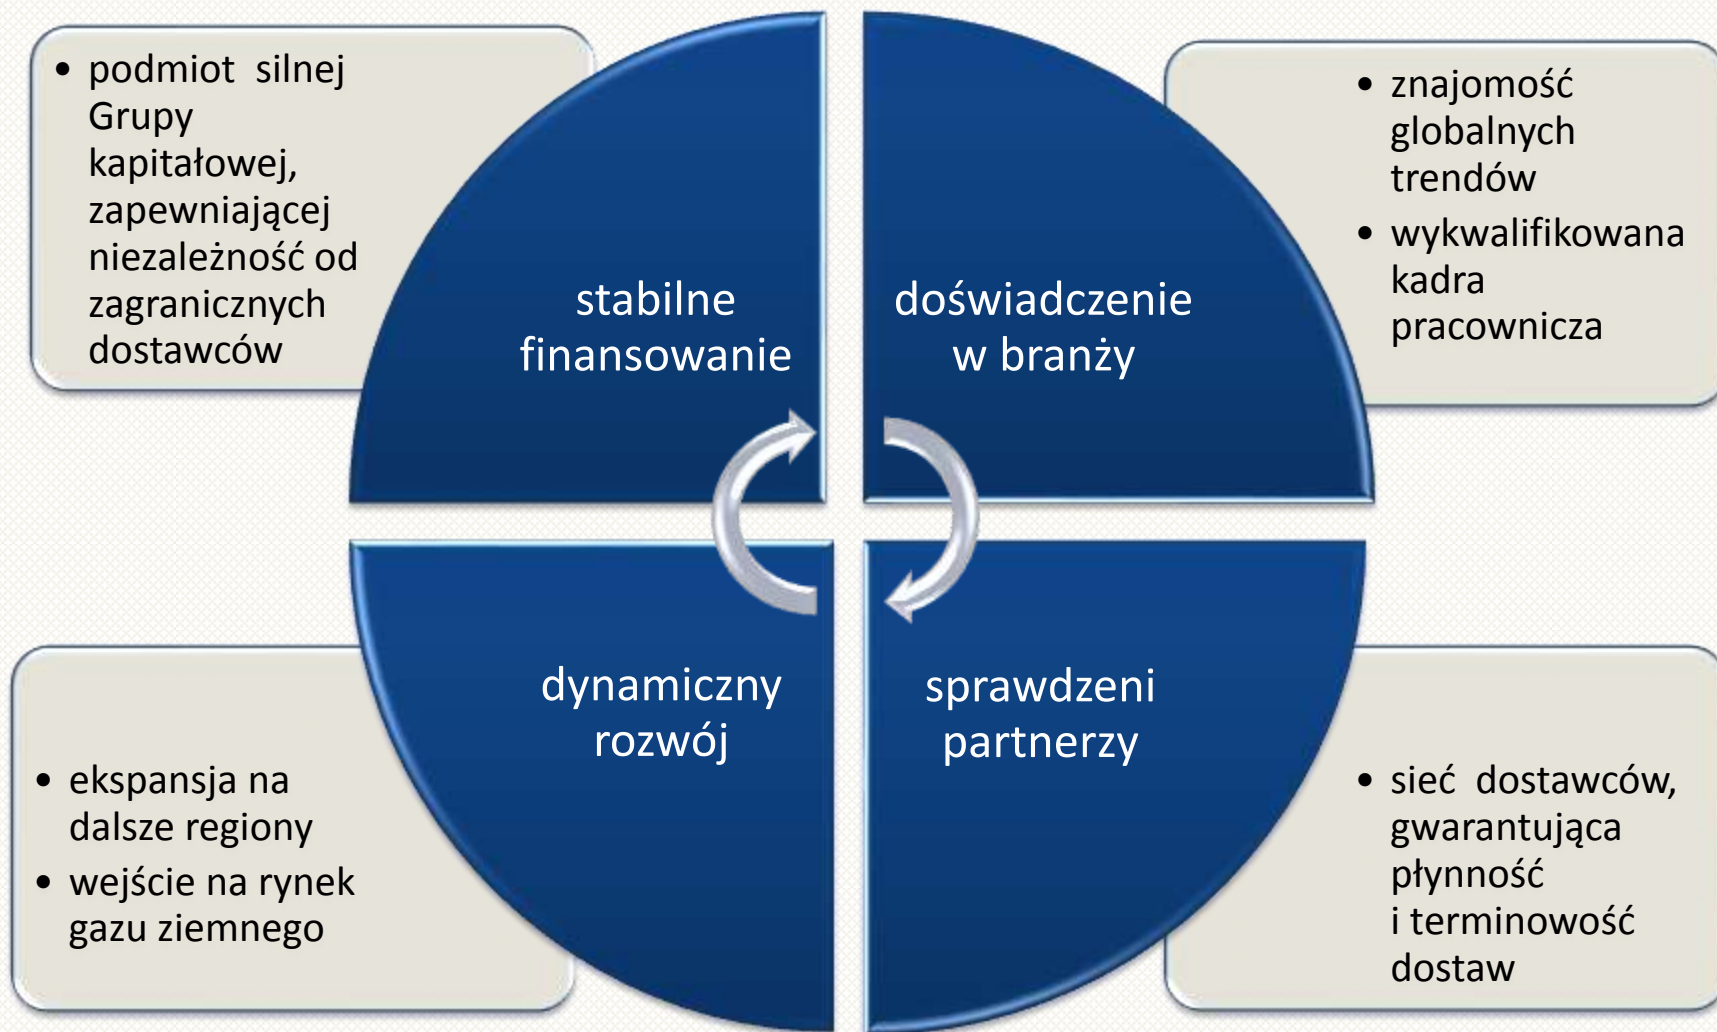 • podmiot silnej
Grupy
kapitałowej,
zapewniającej
niezależność od
zagranicznych
dostawców
stabilne
finansowanie
doświadczenie
w branży
• znajomość
globalnych
trendów
• wykwalifikowana
kadra
pracownicza
• ekspansja na
dalsze regiony
• wejście na rynek
gazu ziemnego
dynamiczny
rozwój
sprawdzeni
partnerzy
• sieć dostawców,
gwarantująca
płynność
i terminowość
dostaw